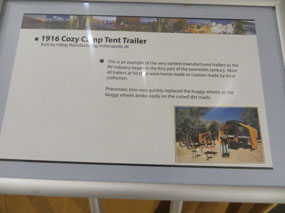 1916 Cozy Camp Tent Trailer
Built by Habig Manufacturing, Indianapolis, IN
This is an example of the very earliest manufactured trailers as the
RV industry began in the first part of the twentieth century. Most
all trailers at his time were home made or custom made by local
craftsmen.
Pneumatic tires very quickly replaced the buggy wheels as the
buggy wheels broke easily on the rutted dirt roads.